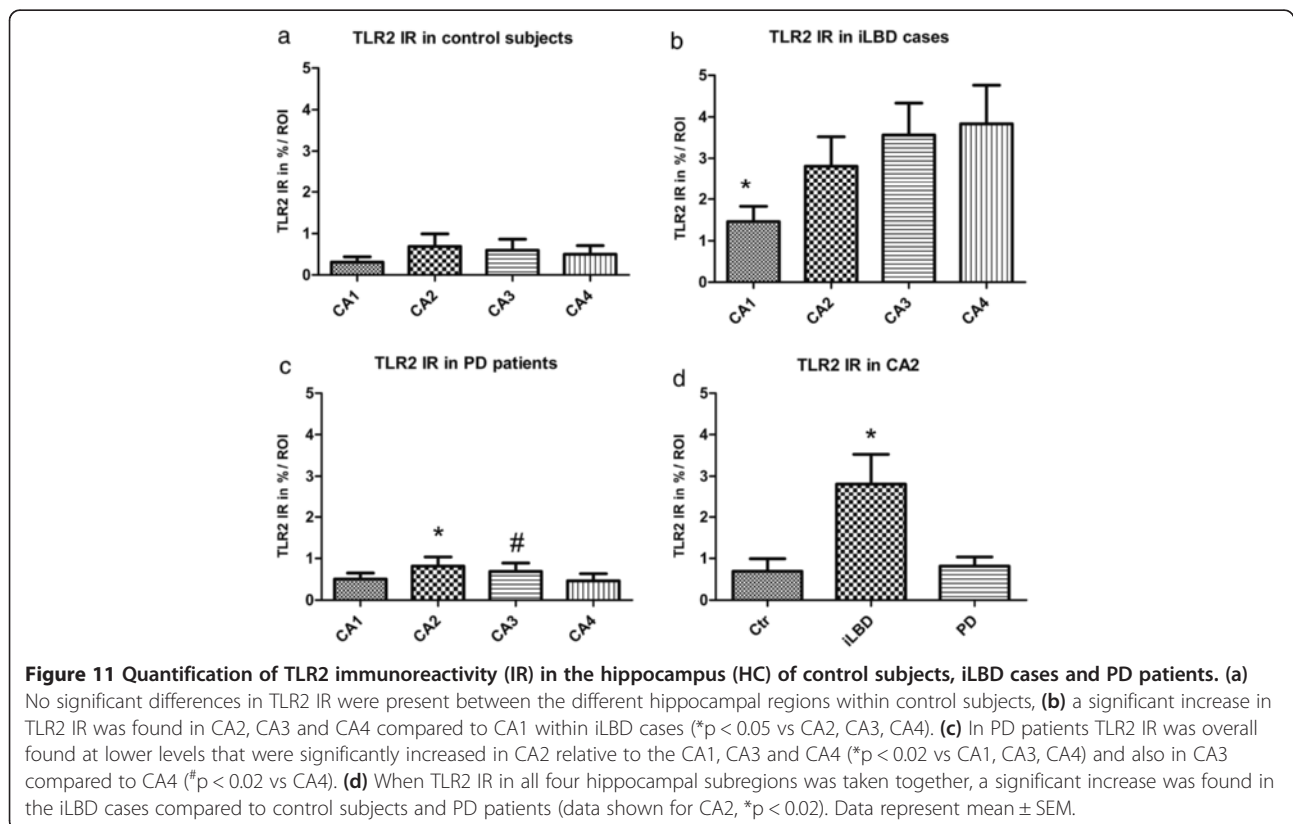 a
TLR2 IR in control subjects
TLR2 IR in % / ROI
5
4
3
2
1
0
CA1
CA2
CA3
CA4
b
TLR2 IR in iLBD cases
TLR2 IR in % / ROI
5
4
3
2
1
0
*
CA1
CA2
CA3
CA4
c
TLR2 IR in PD patients
TLR2 IR in % / ROI
5
4
3
2
1
0
*
#
CA1
CA2
CA3
CA4
d
TLR2 IR in CA2
TLR2 IR in % / ROI
5
4
3
2
1
0
*
Ctr
iLBD
PD
Figure 11 Quantification of TLR2 immunoreactivity (IR) in the hippocampus (HC) of control subjects, iLBD cases and PD patients. (a)
No significant differences in TLR2 IR were present between the different hippocampal regions within control subjects, (b) a significant increase in
TLR2 IR was found in CA2, CA3 and CA4 compared to CA1 within iLBD cases (*p < 0.05 vs CA2, CA3, CA4). (c) In PD patients TLR2 IR was overall
found at lower levels that were significantly increased in CA2 relative to the CA1, CA3 and CA4 (*p < 0.02 vs CA1, CA3, CA4) and also in CA3
compared to CA4 (#p < 0.02 vs CA4). (d) When TLR2 IR in all four hippocampal subregions was taken together, a significant increase was found in
the iLBD cases compared to control subjects and PD patients (data shown for CA2, *p < 0.02). Data represent mean ± SEM.